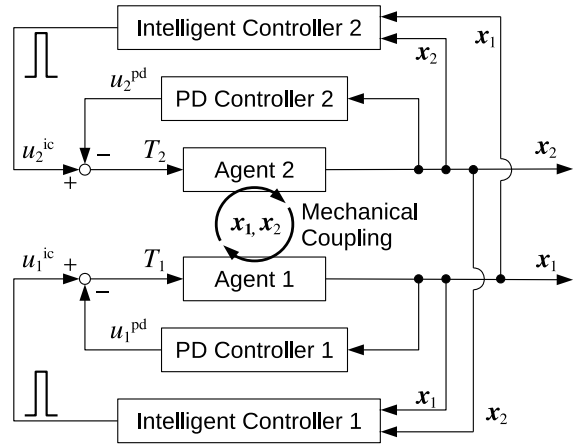 Intelligent Controller 2
x₁
x₂
u₂ᵖᵈ
PD Controller 2
u₂ⁱᶜ
−
+
T₂
Agent 2
x₂
x₁, x₂
Mechanical
Coupling
u₁ⁱᶜ
+
−
T₁
Agent 1
x₁
u₁ᵖᵈ
PD Controller 1
x₁
x₂
Intelligent Controller 1